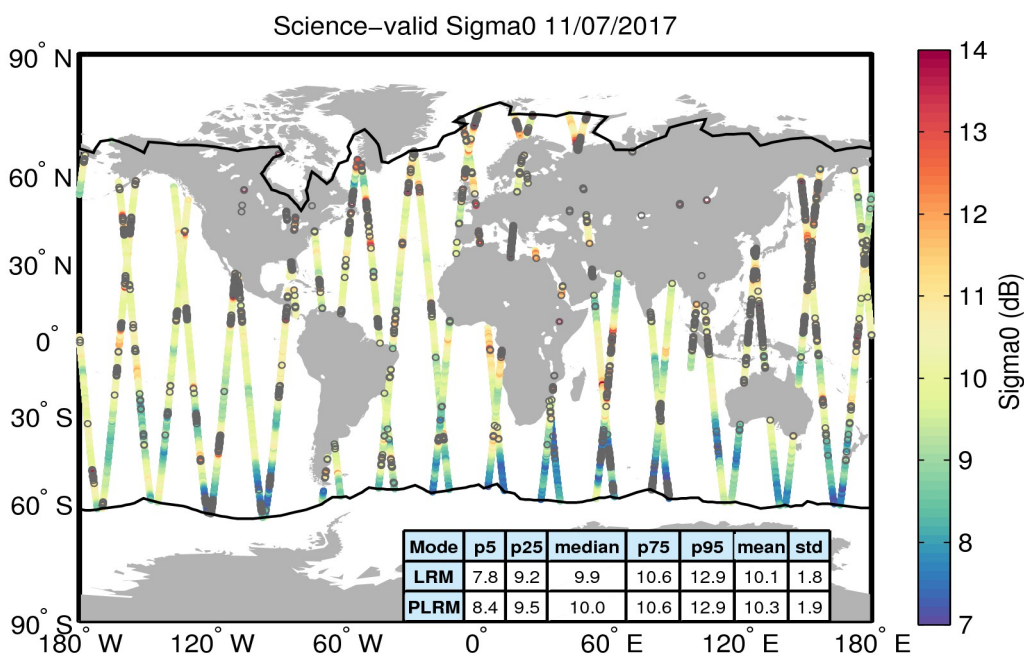 Science−valid Sigma0 11/07/2017
90° N
60° N
30° N
0°
30° S
60° S
90° S
180° W
120° W
60° W
0°
60° E
120° E
180° E
Mode p5 p25 median p75 p95 mean std
LRM 7.8 9.2 9.9 10.6 12.9 10.1 1.8
PLRM 8.4 9.5 10.0 10.6 12.9 10.3 1.9
14
13
12
11
10
9
8
7
Sigma0 (dB)